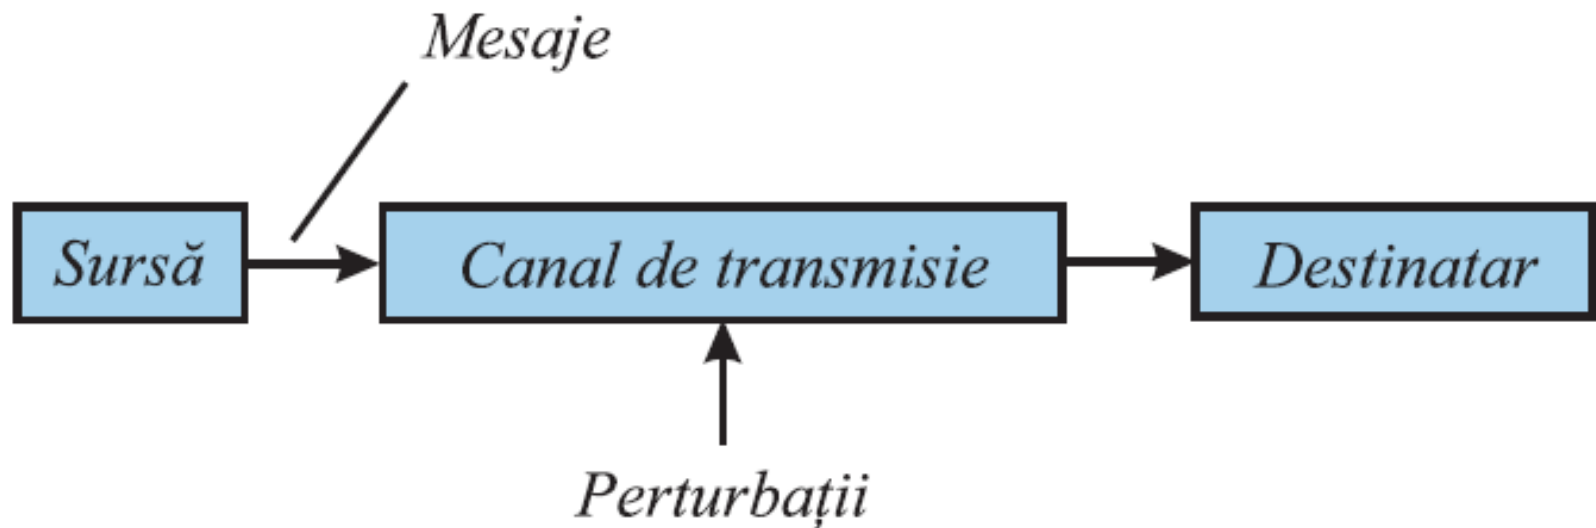 Mesaje
Sursă
Canal de transmisie
Destinatar
Perturbații